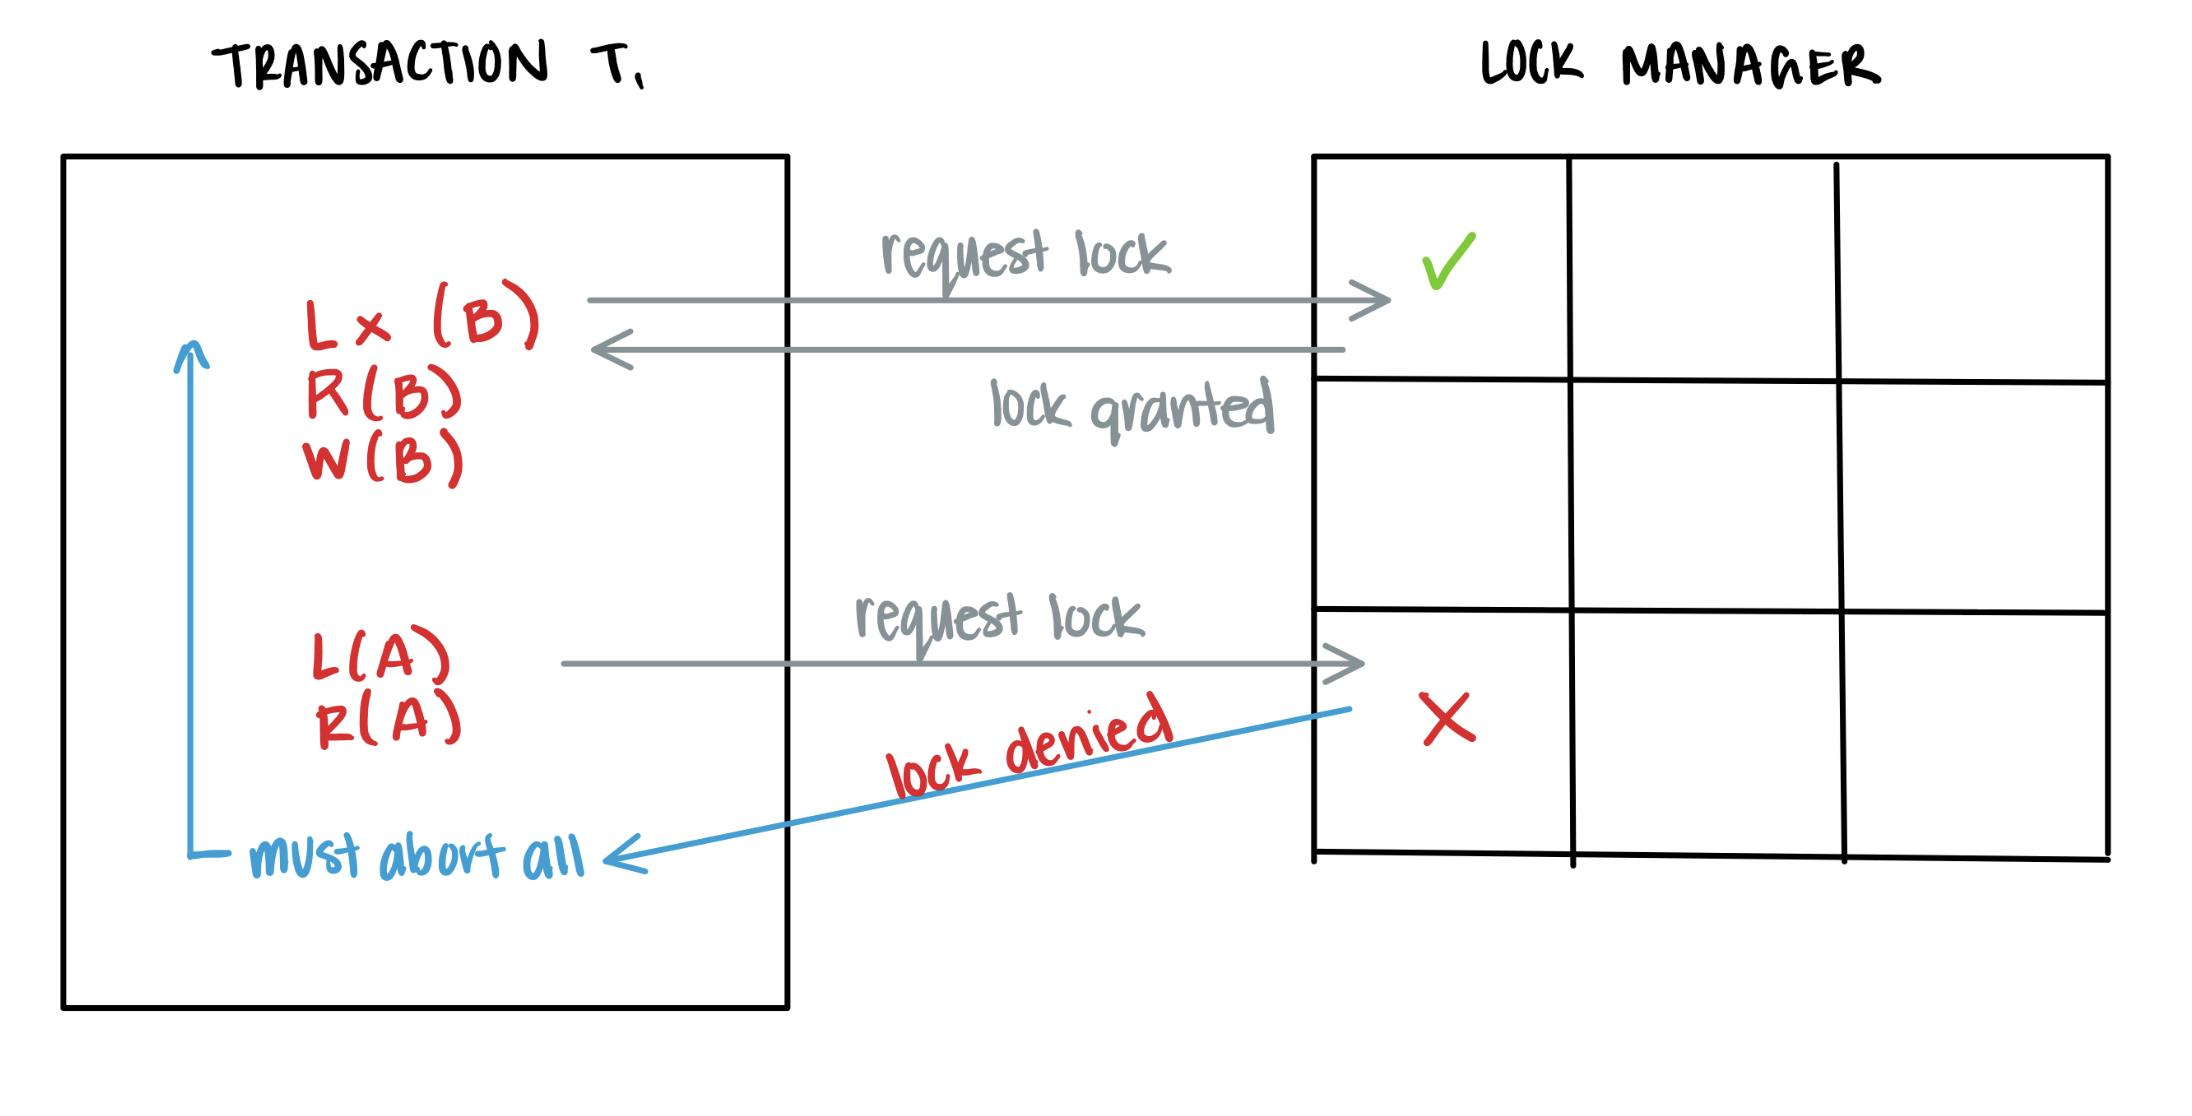 TRANSACTION T1
LOCK MANAGER
request lock
Lx (B)
R(B)
lock granted
W(B)
request lock
L(A)
R(A)
lock denied
must abort all